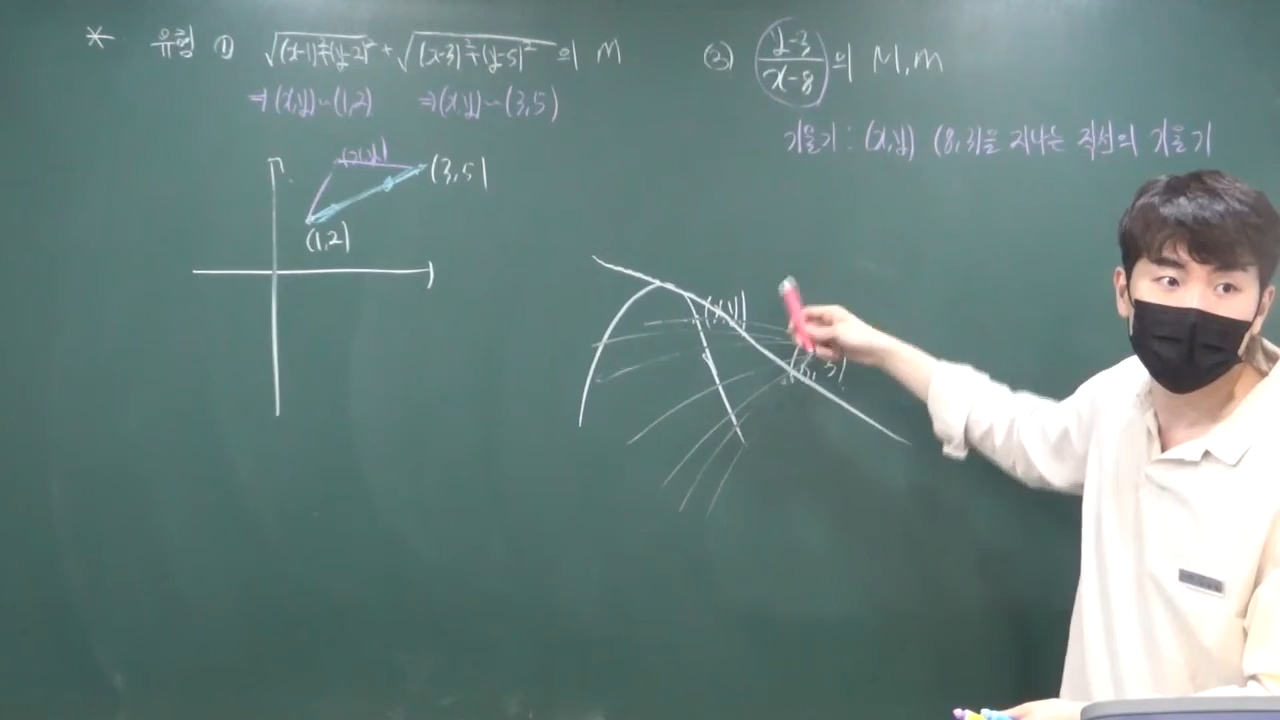 * 유형 ① √(x-1)²+(y-2)² + √(x-3)²+(y-5)² 의 M
⇒(x,y)~(1,2) ⇒(x,y)~(3,5)
(x,y)
(3,5)
(1,2)
② y-3/x-8 의 M,m
기울기 : (x,y) (8,3)을 지나는 직선의 기울기
(x,y)